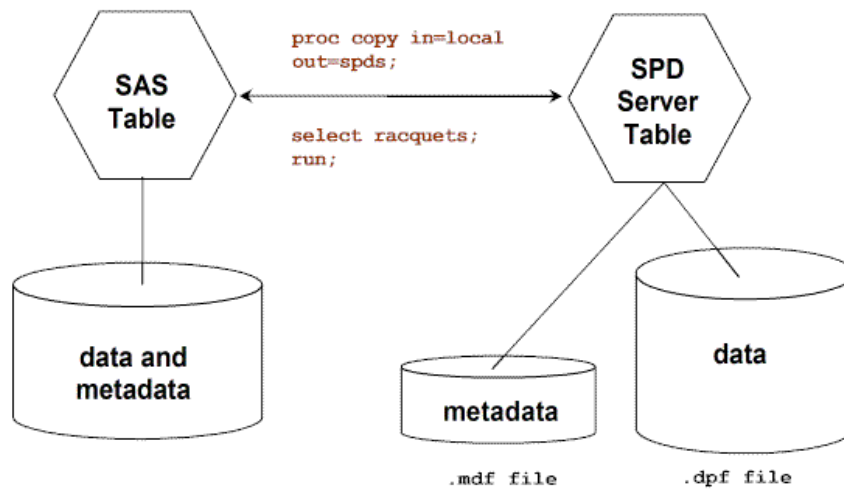 proc copy in=local
out=spds;
SAS
Table
SPD
Server
Table
select racquets;
run;
data and
metadata
metadata
data
.mdf file
.dpf file